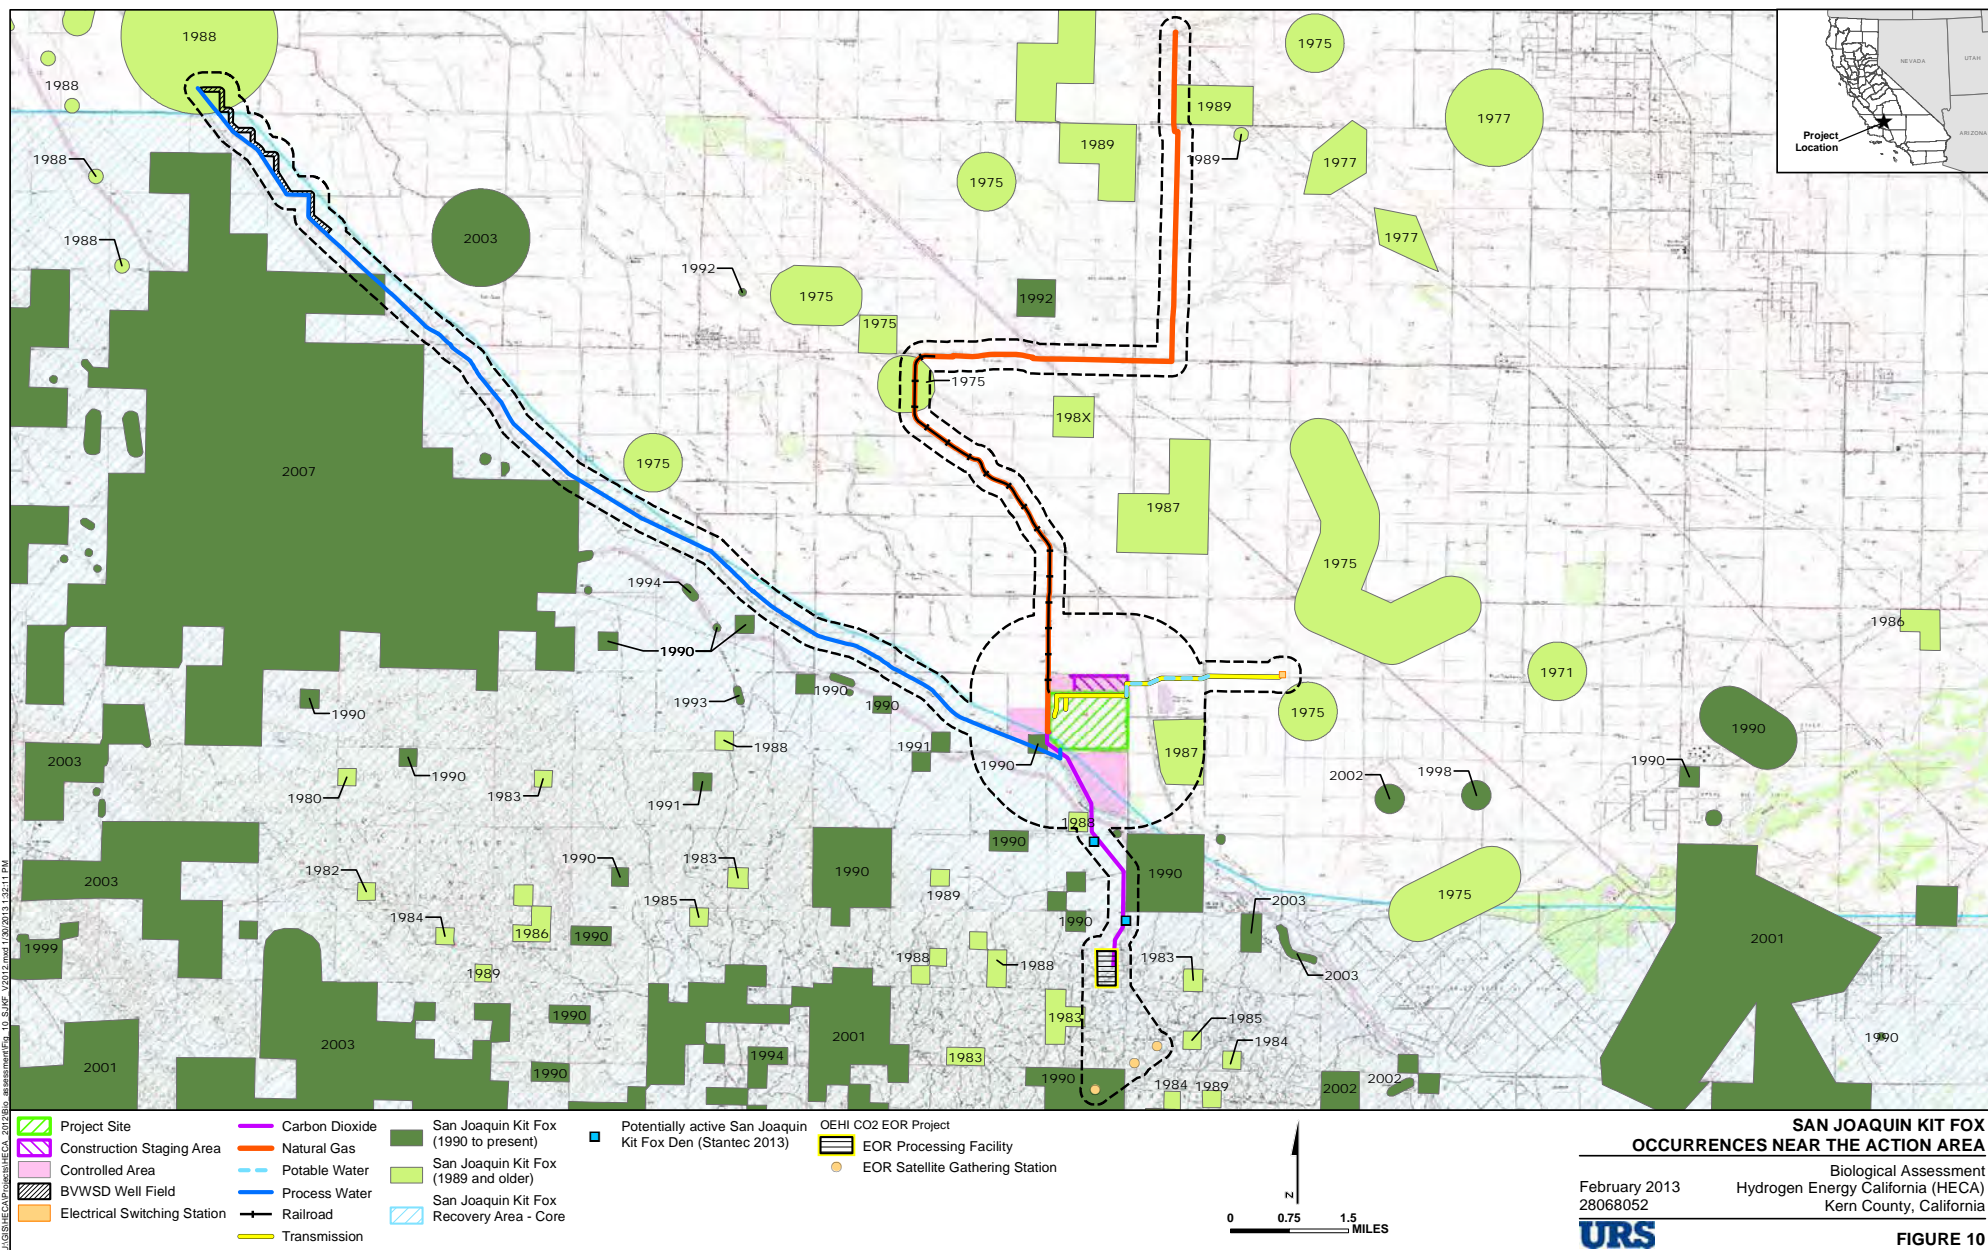 1988
1988
1988
1988
2003
1992
1975
1975
1975
1975
1992
1989
1989
1989
1975
1977
1977
1977
Project
Location
NEVADA
UTAH
ARIZONA
198X
1987
1975
1975
2007
1994
1990
1993
1990
1990
1988
1991
1990
1987
1975
1971
1986
1990
1990
2002
1998
1990
1990
2003
1980
1983
1991
1988
1990
1990
1990
1983
1990
1989
1990
1975
2003
1982
1984
1985
1986
1990
2003
2003
2001
1999
1989
1988
1988
1983
1983
1985
1984
2003
1990
1990
1994
2001
1983
1990
1984
1989
2002
2002
1990
2001
Project Site
Construction Staging Area
Controlled Area
BVWSD Well Field
Electrical Switching Station
Carbon Dioxide
Natural Gas
Potable Water
Process Water
Railroad
Transmission
San Joaquin Kit Fox
(1990 to present)
San Joaquin Kit Fox
(1989 and older)
San Joaquin Kit Fox
Recovery Area - Core
Potentially active San Joaquin
Kit Fox Den (Stantec 2013)
OEHI CO2 EOR Project
EOR Processing Facility
EOR Satellite Gathering Station
N
0 0.75 1.5
MILES
SAN JOAQUIN KIT FOX
OCCURRENCES NEAR THE ACTION AREA
Biological Assessment
February 2013 Hydrogen Energy California (HECA)
28068052 Kern County, California
URS FIGURE 10